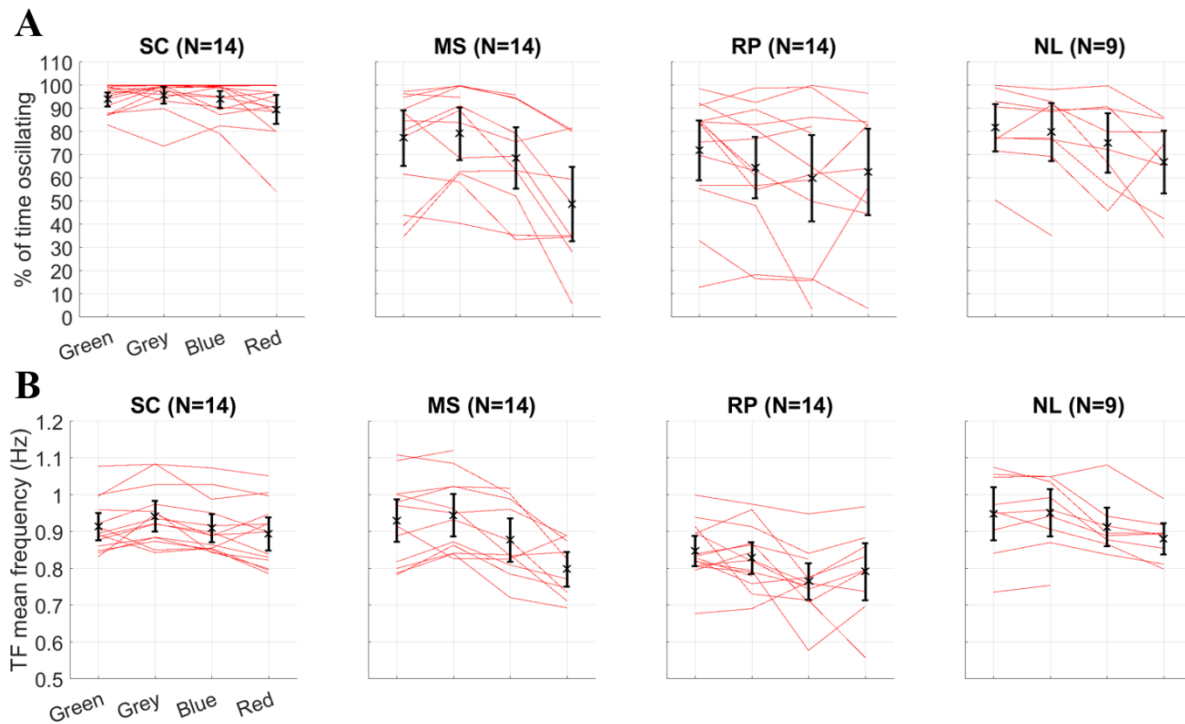 A
SC (N=14)
MS (N=14)
RP (N=14)
NL (N=9)
% of time oscillating
110
100
90
80
70
60
50
40
30
20
10
0
Green
Grey
Blue
Red
B
SC (N=14)
MS (N=14)
RP (N=14)
NL (N=9)
TF mean frequency (Hz)
1.2
1.1
1
0.9
0.8
0.7
0.6
0.5
Green
Grey
Blue
Red